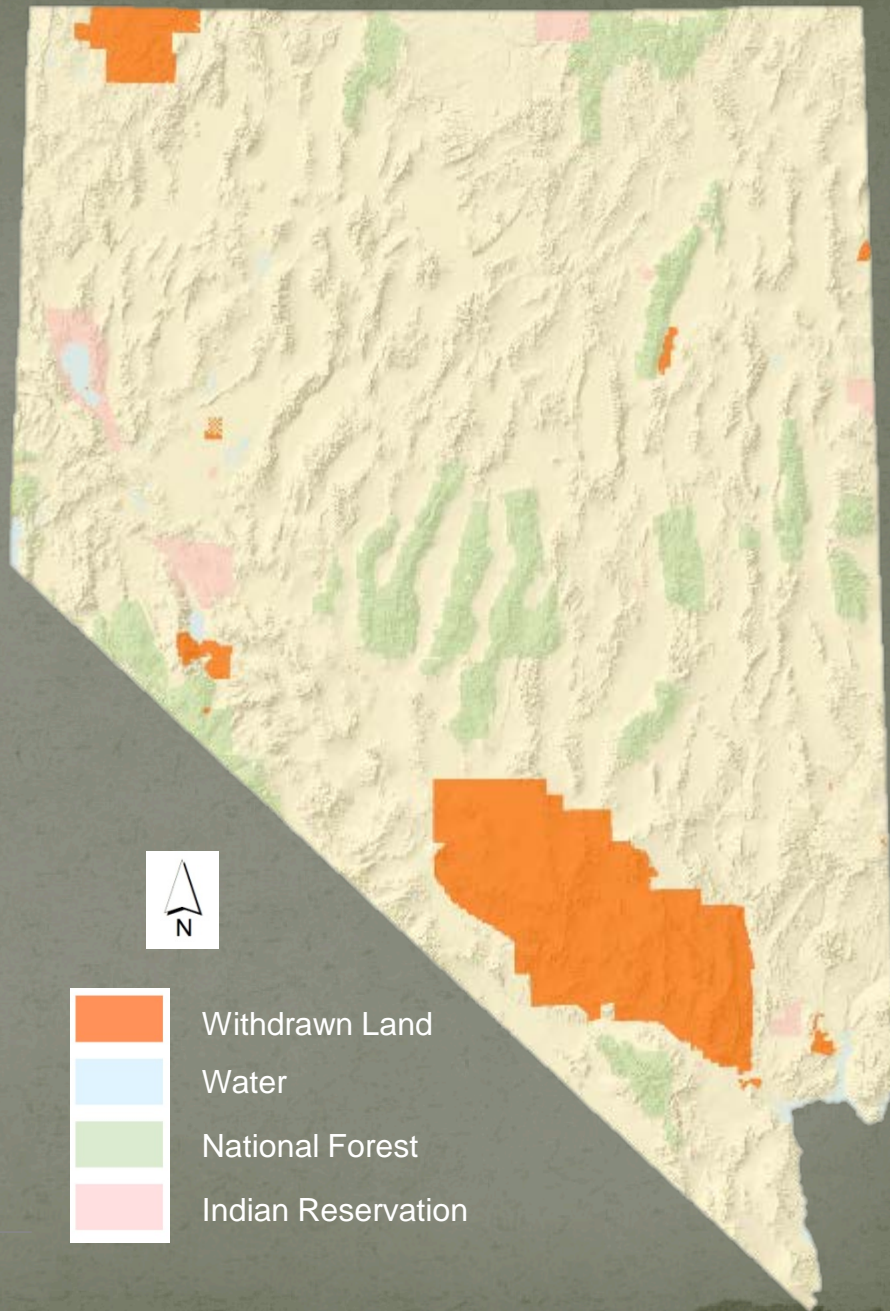 N
Withdrawn Land
Water
National Forest
Indian Reservation